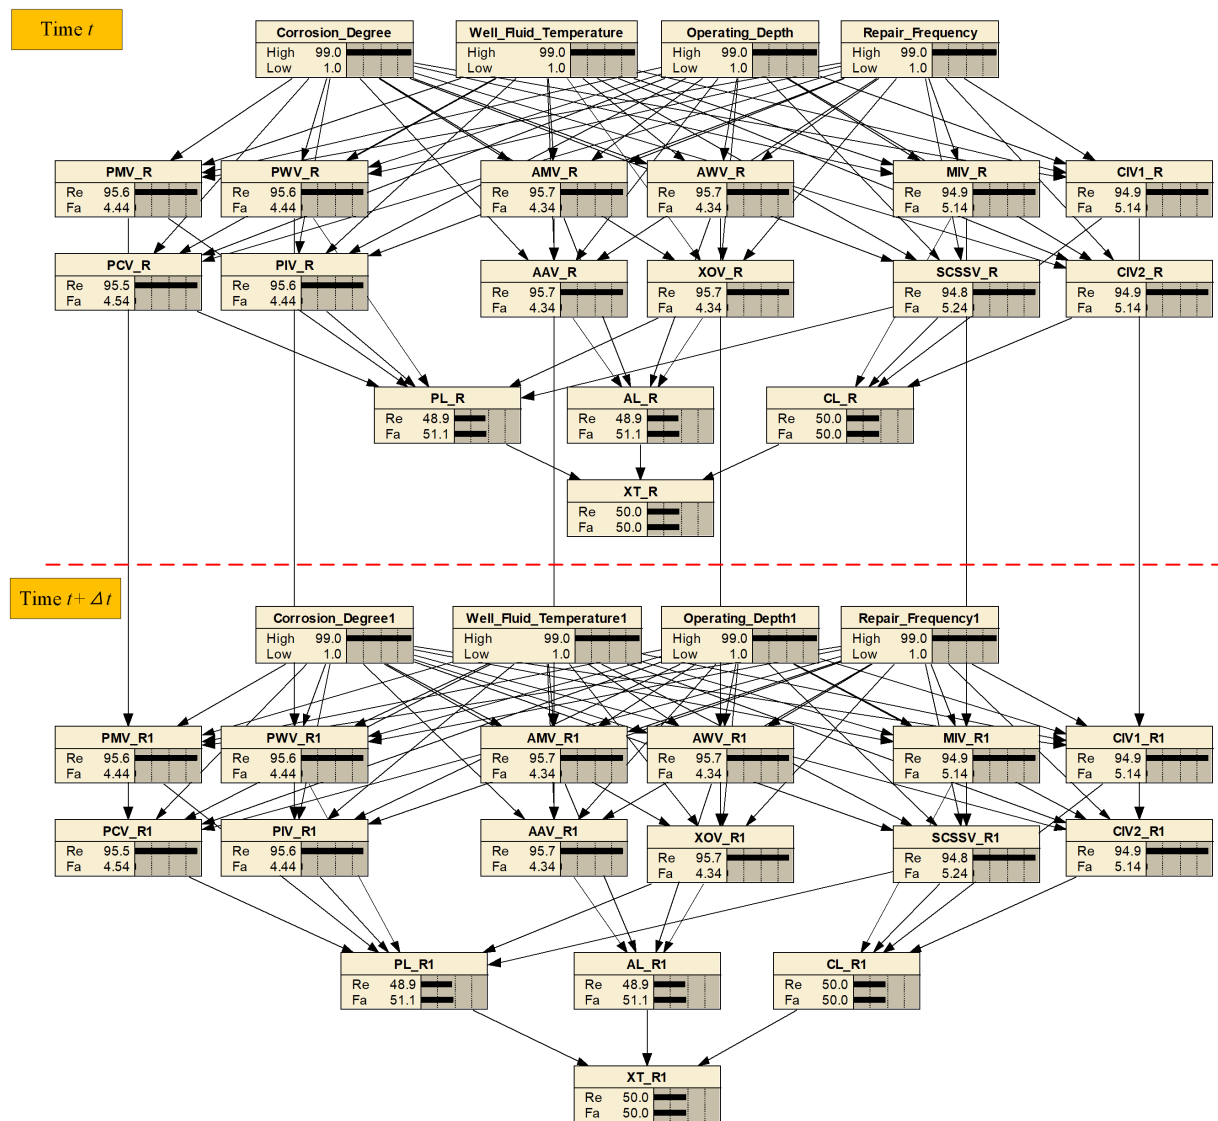 Time t
Corrosion_Degree
High 99.0
Low 1.0
Well_Fluid_Temperature
High 99.0
Low 1.0
Operating_Depth
High 99.0
Low 1.0
Repair_Frequency
High 99.0
Low 1.0
PMV_R
Re 95.6
Fa 4.44
PWV_R
Re 95.6
Fa 4.44
AMV_R
Re 95.7
Fa 4.34
AWV_R
Re 95.7
Fa 4.34
MIV_R
Re 94.9
Fa 5.14
CIV1_R
Re 94.9
Fa 5.14
PCV_R
Re 95.5
Fa 4.54
PIV_R
Re 95.6
Fa 4.44
AAV_R
Re 95.7
Fa 4.34
XOV_R
Re 95.7
Fa 4.34
SCSSV_R
Re 94.8
Fa 5.24
CIV2_R
Re 94.9
Fa 5.14
PL_R
Re 48.9
Fa 51.1
AL_R
Re 48.9
Fa 51.1
CL_R
Re 50.0
Fa 50.0
XT_R
Re 50.0
Fa 50.0
Time t+ Δt
Corrosion_Degree1
High 99.0
Low 1.0
Well_Fluid_Temperature1
High 99.0
Low 1.0
Operating_Depth1
High 99.0
Low 1.0
Repair_Frequency1
High 99.0
Low 1.0
PMV_R1
Re 95.6
Fa 4.44
PWV_R1
Re 95.6
Fa 4.44
AMV_R1
Re 95.7
Fa 4.34
AWV_R1
Re 95.7
Fa 4.34
MIV_R1
Re 94.9
Fa 5.14
CIV1_R1
Re 94.9
Fa 5.14
PCV_R1
Re 95.5
Fa 4.54
PIV_R1
Re 95.6
Fa 4.44
AAV_R1
Re 95.7
Fa 4.34
XOV_R1
Re 95.7
Fa 4.34
SCSSV_R1
Re 94.8
Fa 5.24
CIV2_R1
Re 94.9
Fa 5.14
PL_R1
Re 48.9
Fa 51.1
AL_R1
Re 48.9
Fa 51.1
CL_R1
Re 50.0
Fa 50.0
XT_R1
Re 50.0
Fa 50.0